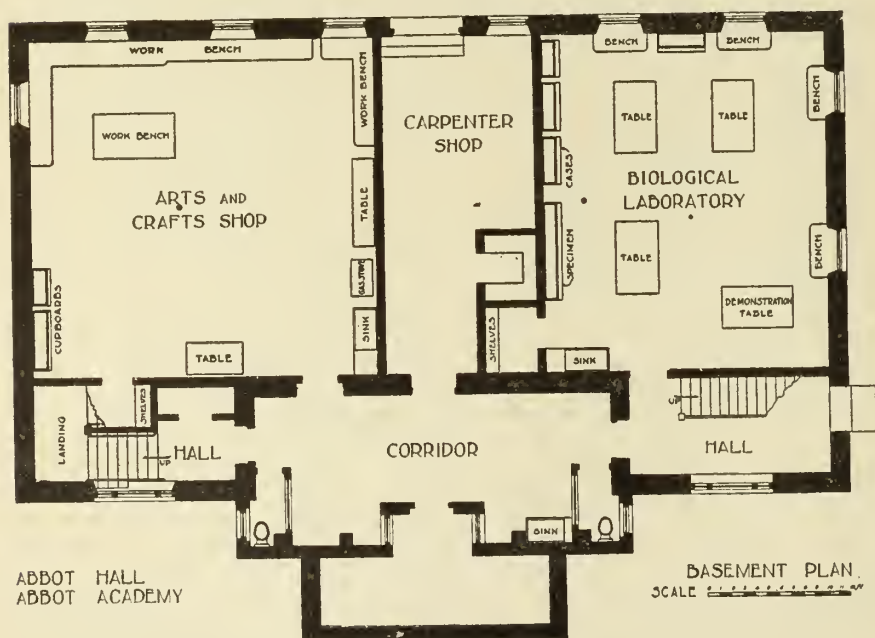 WORK BENCH
WORK BENCH
WORK BENCH
ARTS AND
CRAFTS SHOP
TABLE
GAS STOVE
SINK
CUPBOARDS
TABLE
CARPENTER
SHOP
BENCH
BENCH
BENCH
TABLE
TABLE
CASES
SPECIMEN
BIOLOGICAL
LABORATORY
TABLE
BENCH
DEMONSTRATION
TABLE
SHELVES
SINK
LANDING
SHELVES
UP
HALL
CORRIDOR
UP
HALL
SINK
ABBOT HALL
ABBOT ACADEMY
BASEMENT PLAN.
SCALE